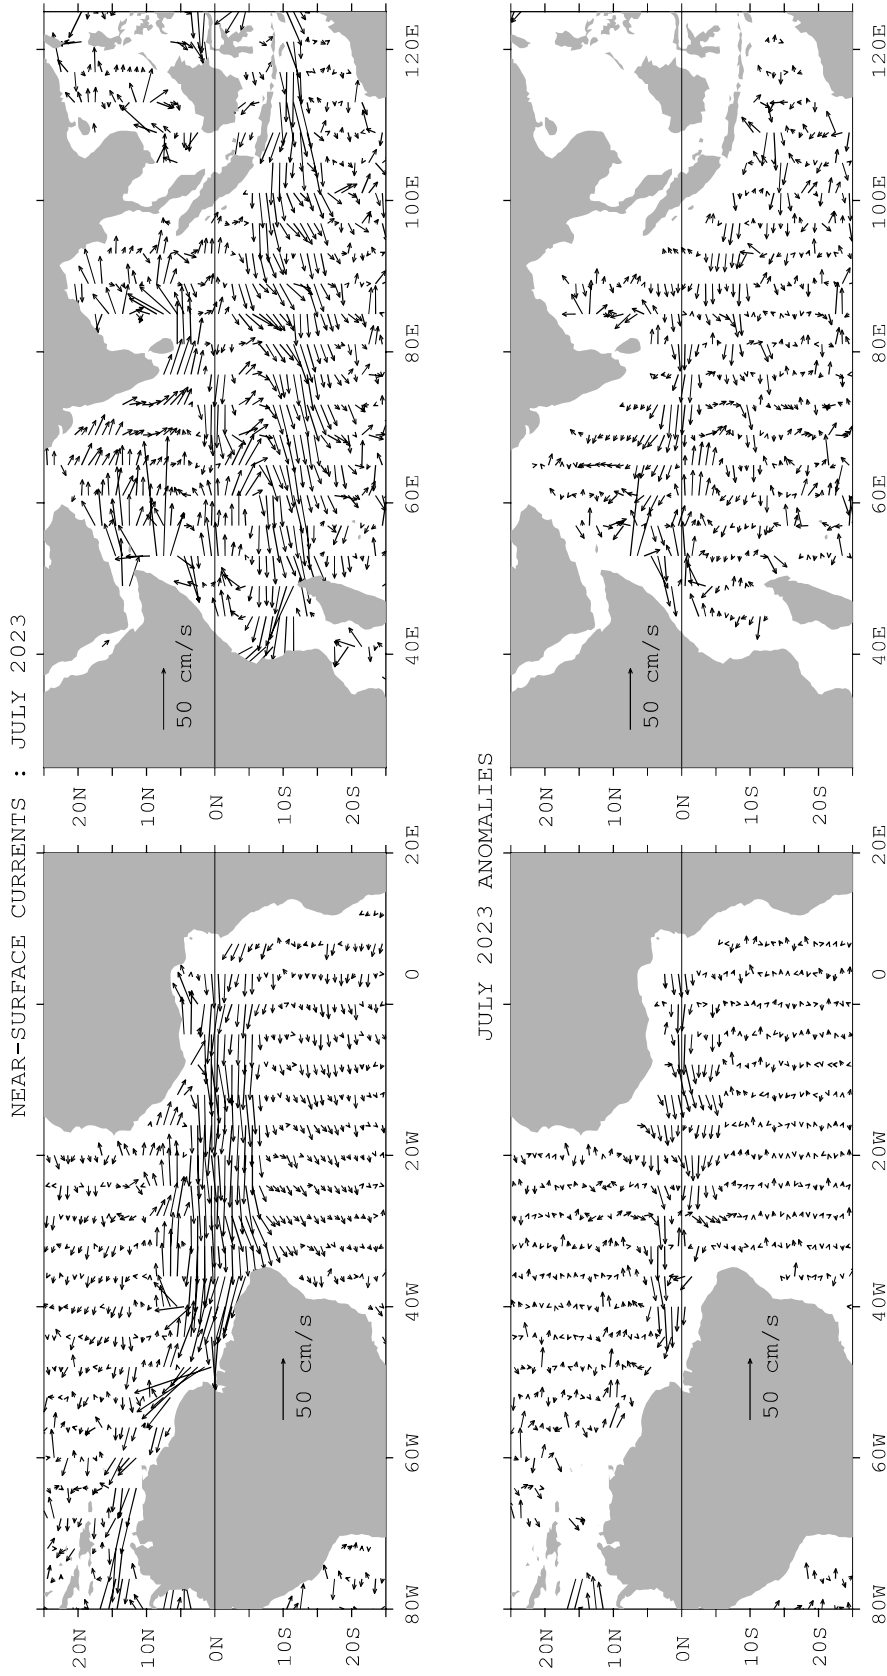 NEAR-SURFACE CURRENTS : JULY 2023
20N
10N
0N
10S
20S
20N
10N
0N
10S
20S
50 cm/s
50 cm/s
80W 60W 40W 20W 0 20E 40E 60E 80E 100E 120E
JULY 2023 ANOMALIES
20N
10N
0N
10S
20S
20N
10N
0N
10S
20S
50 cm/s
50 cm/s
80W 60W 40W 20W 0 20E 40E 60E 80E 100E 120E